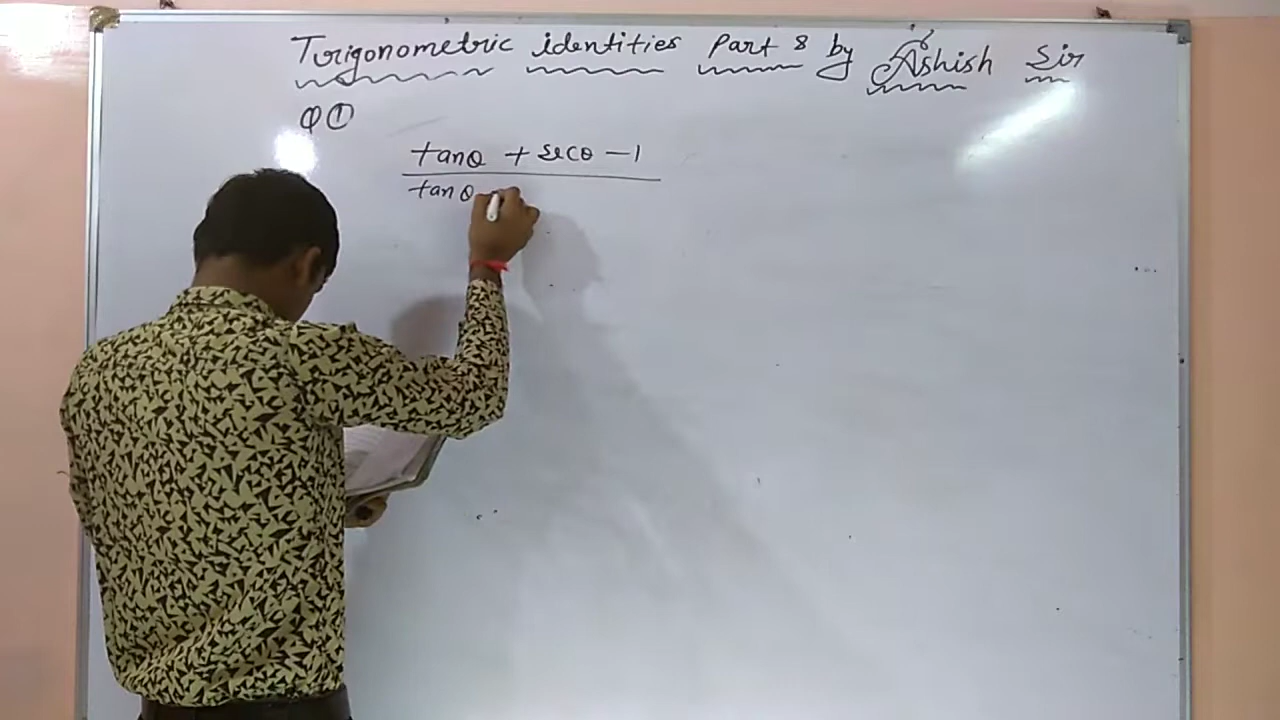 Trigonometric identities Part 8 by Ashish Sir
Q①
tanθ + secθ - 1
tanθ